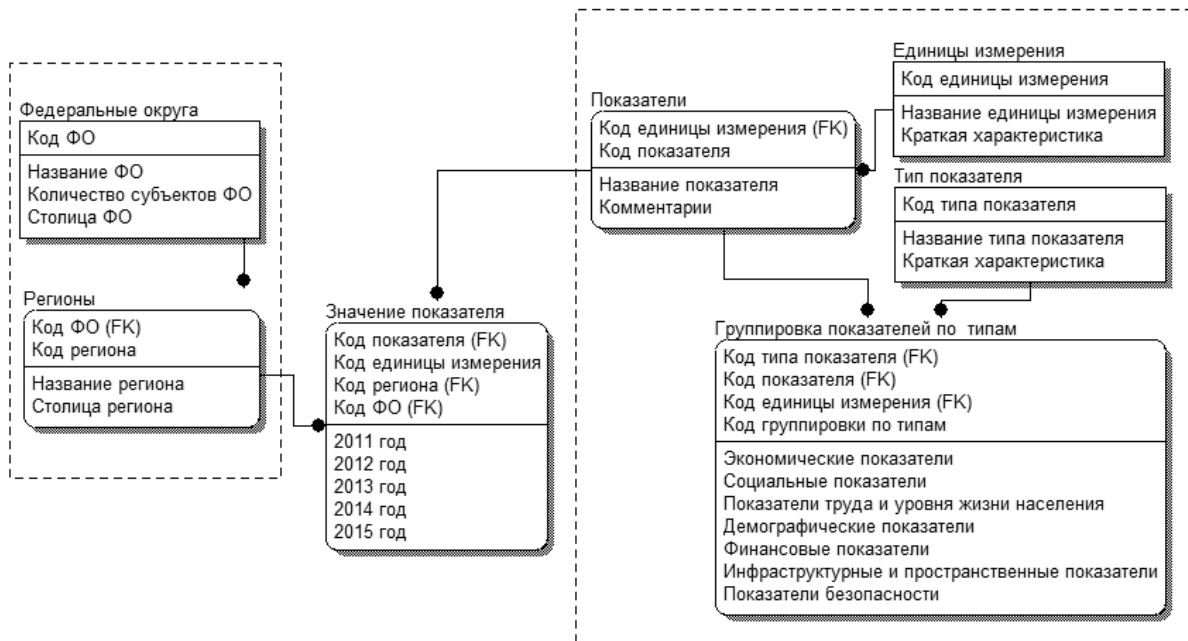 Федеральные округа
Код ФО
Название ФО
Количество субъектов ФО
Столица ФО
Регионы
Код ФО (FK)
Код региона
Название региона
Столица региона
Значение показателя
Код показателя (FK)
Код единицы измерения
Код региона (FK)
Код ФО (FK)
2011 год
2012 год
2013 год
2014 год
2015 год
Показатели
Код единицы измерения (FK)
Код показателя
Название показателя
Комментарии
Единицы измерения
Код единицы измерения
Название единицы измерения
Краткая характеристика
Тип показателя
Код типа показателя
Название типа показателя
Краткая характеристика
Группировка показателей по типам
Код типа показателя (FK)
Код показателя (FK)
Код единицы измерения (FK)
Код группировки по типам
Экономические показатели
Социальные показатели
Показатели труда и уровня жизни населения
Демографические показатели
Финансовые показатели
Инфраструктурные и пространственные показатели
Показатели безопасности